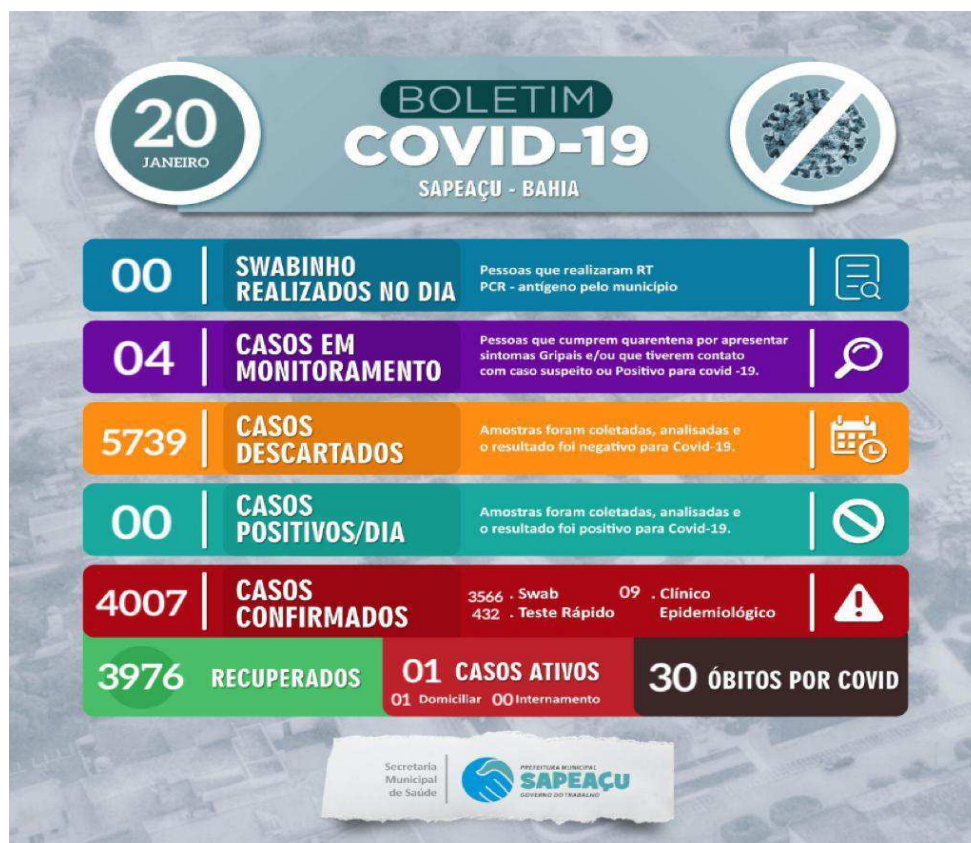 20
JANEIRO
BOLETIM
COVID-19
SAPEAÇU - BAHIA
00
SWABINHO
REALIZADOS NO DIA
Pessoas que realizaram RT
PCR - antígeno pelo município
04
CASOS EM
MONITORAMENTO
Pessoas que cumprem quarentena por apresentar
sintomas Gripais e/ou que tiverem contato
com caso suspeito ou Positivo para covid -19.
5739
CASOS
DESCARTADOS
Amostras foram coletadas, analisadas e
o resultado foi negativo para Covid-19.
00
CASOS
POSITIVOS/DIA
Amostras foram coletadas, analisadas e
o resultado foi positivo para Covid-19.
4007
CASOS
CONFIRMADOS
3566 . Swab
432 . Teste Rápido
09 . Clínico
Epidemiológico
3976 RECUPERADOS
01 CASOS ATIVOS
01 Domiciliar 00 Internamento
30 ÓBITOS POR COVID
Secretaria
Municipal
de Saúde
PREFEITURA MUNICIPAL
SAPEAÇU
GOVERNO DO TRABALHO